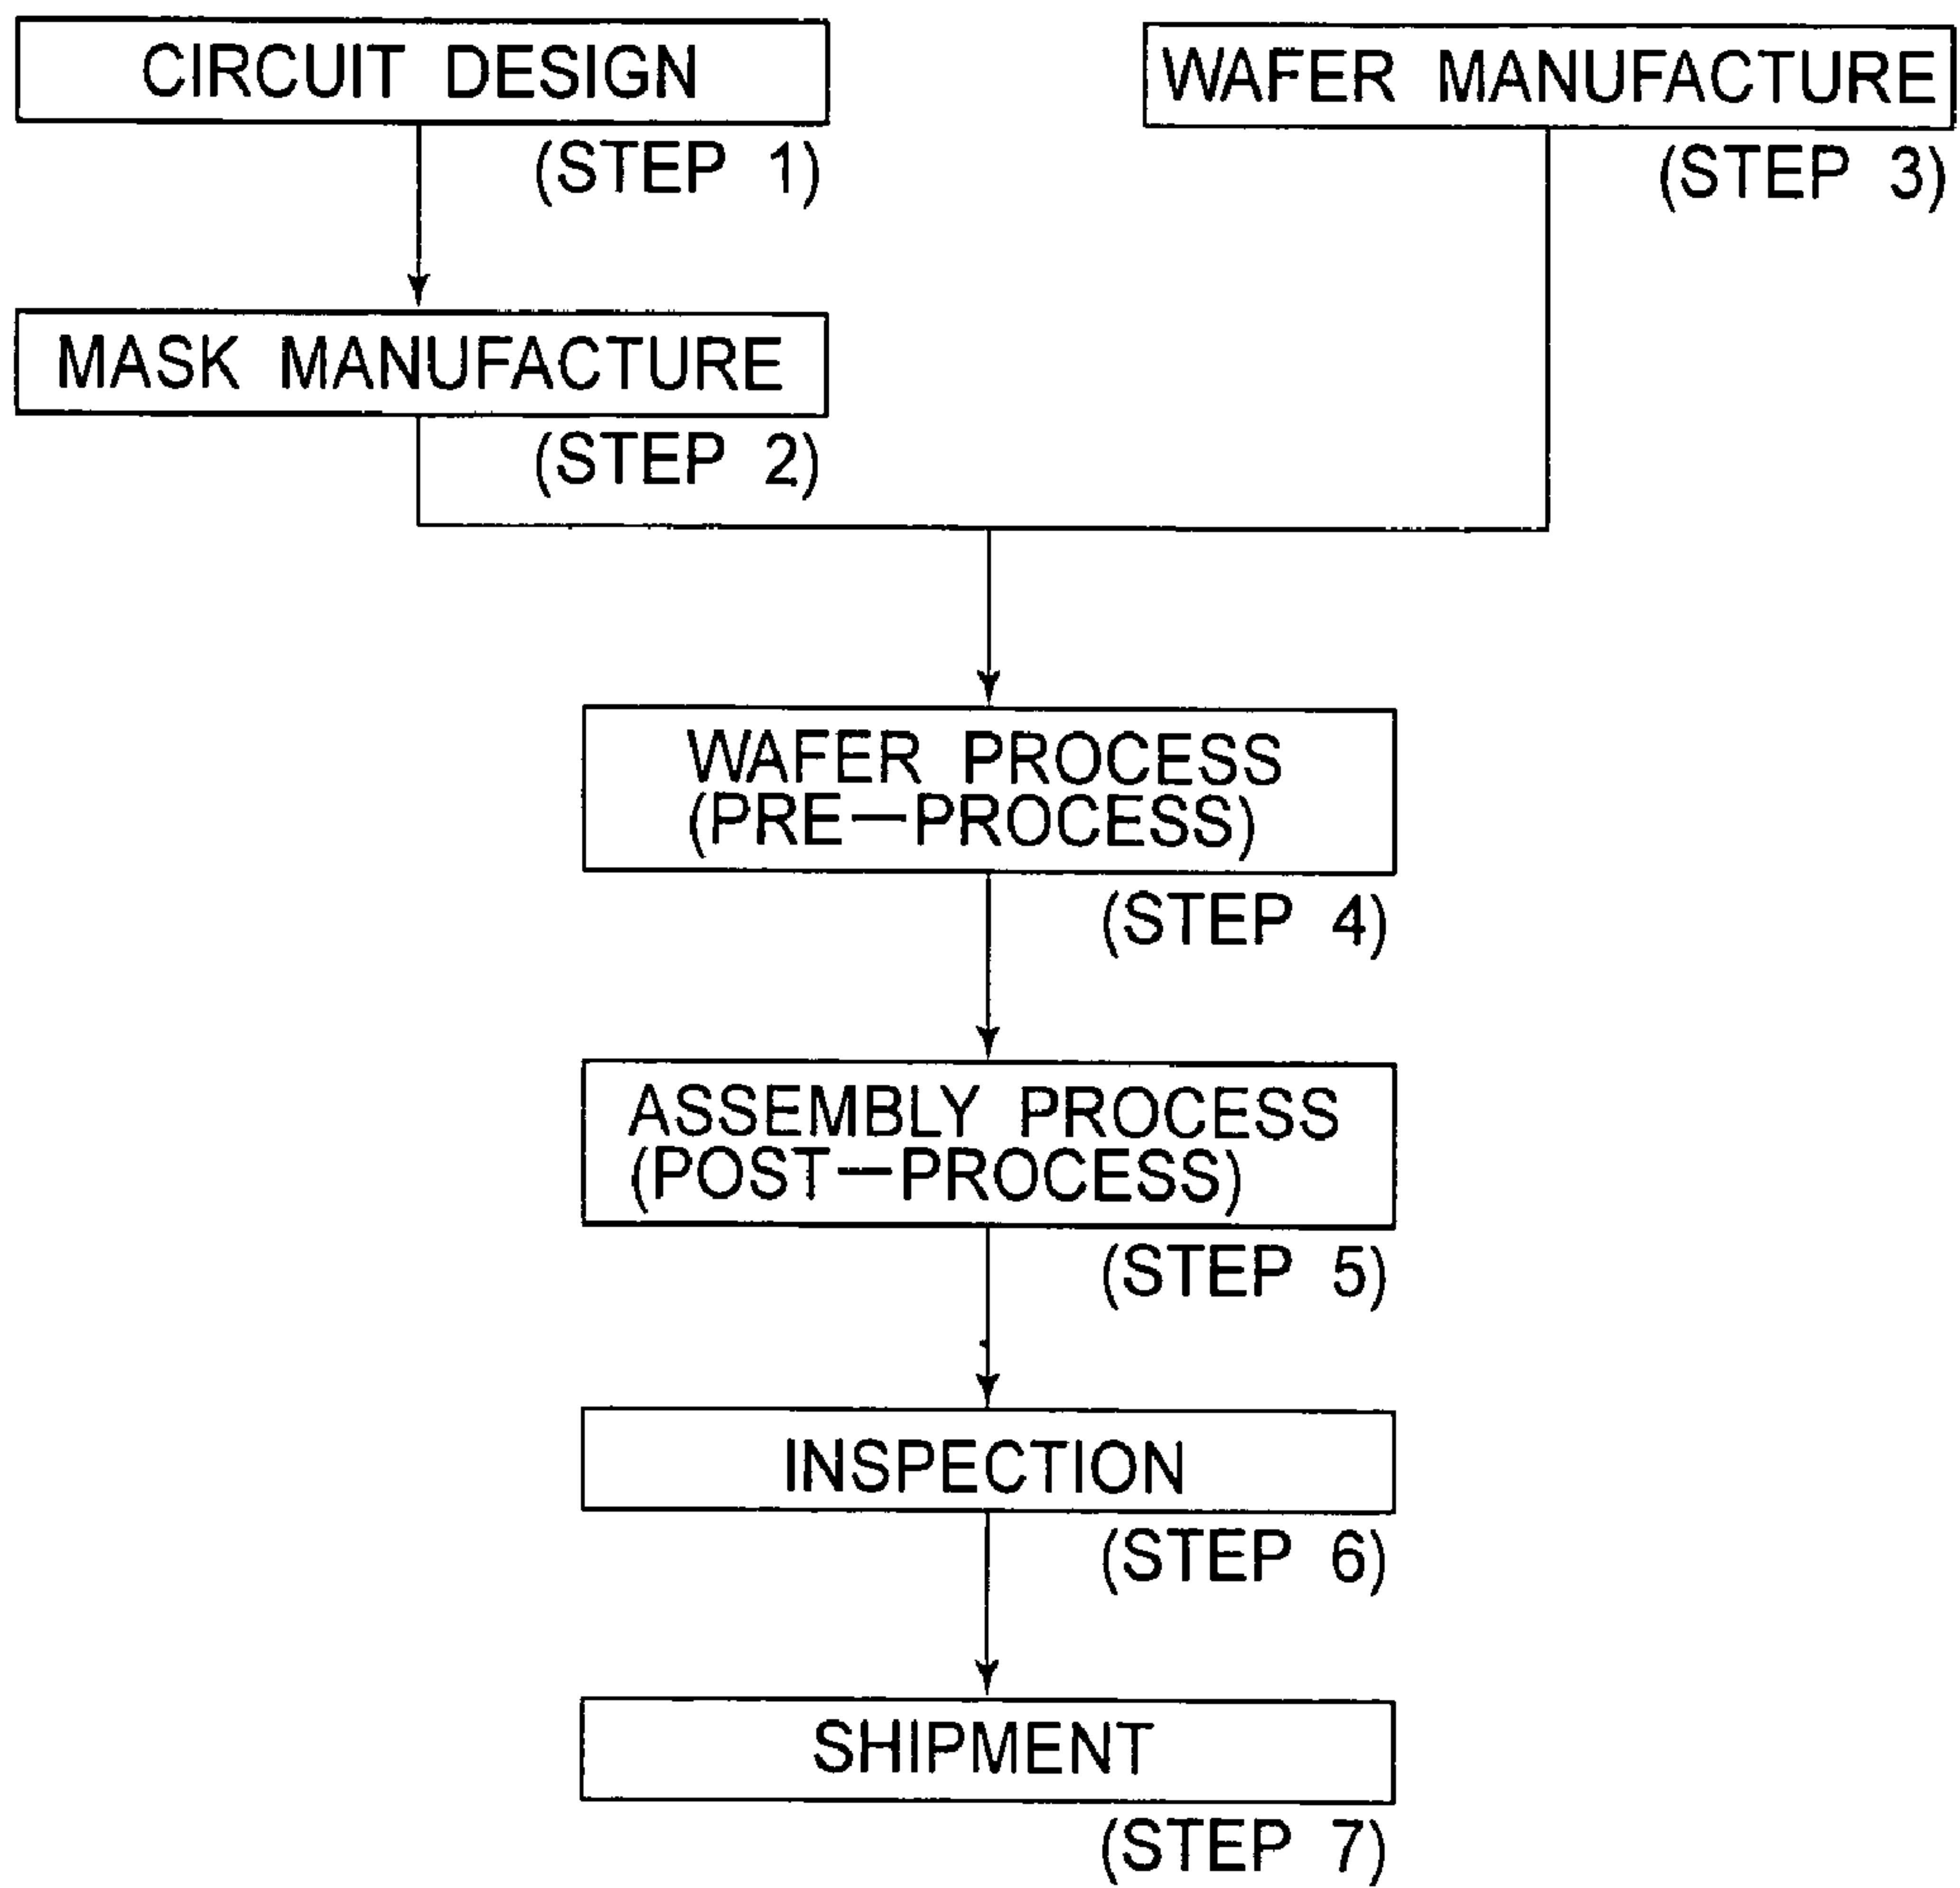 CIRCUIT DESIGN
(STEP 1)
WAFER MANUFACTURE
(STEP 3)
MASK MANUFACTURE
(STEP 2)
WAFER PROCESS
(PRE—PROCESS)
(STEP 4)
ASSEMBLY PROCESS
(POST—PROCESS)
(STEP 5)
INSPECTION
(STEP 6)
SHIPMENT
(STEP 7)